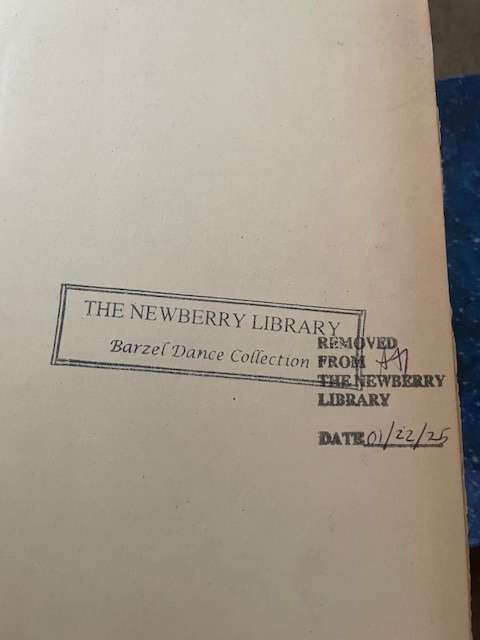 THE NEWBERRY LIBRARY
Barzel Dance Collection
REMOVED
FROM
THE NEWBERRY
LIBRARY
DATE 01/22/25